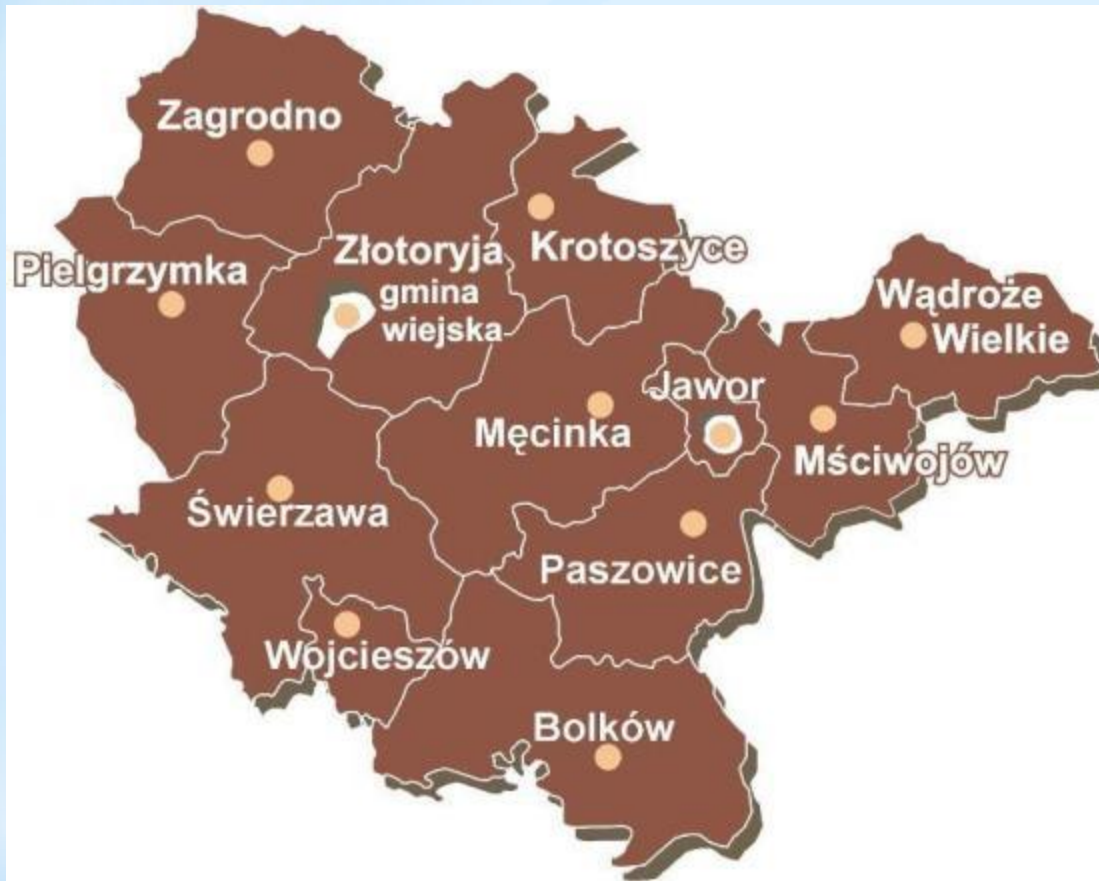 Zagrodno
Złotoryja
gmina
wiejska
Krotoszyce
Pielgrzymka
Wądroże
Wielkie
Jawor
Męcinka
Mściwojów
Świerzawa
Paszowice
Wojcieszów
Bolków